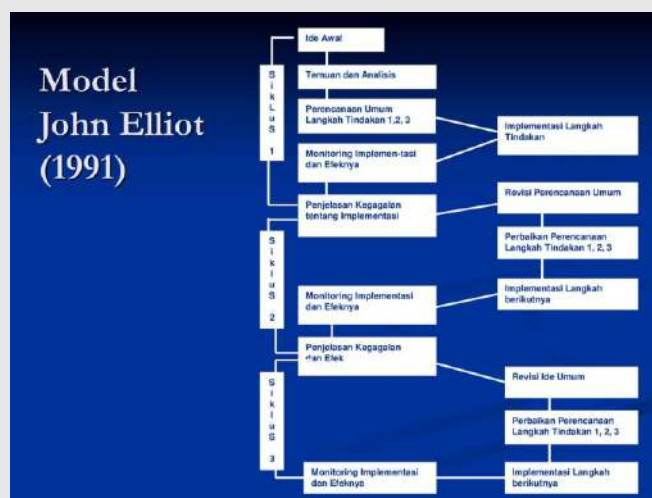 Model
John Elliot
(1991)
SikLuS 1
Ide Awal
Temuan dan Analisis
Perencanaan Umum
Langkah Tindakan 1,2, 3
Implementasi Langkah
Tindakan
Monitoring Implemen-tasi
dan Efeknya
Penjelasan Kegagalan
tentang Implementasi
Revisi Perencanaan Umum
Perbaikan Perencanaan
Langkah Tindakan 1, 2, 3
Implementasi Langkah
berikutnya
SikluS 2
Monitoring Implementasi
dan Efeknya
Penjelasan Kegagalan
dan Efek
Revisi Ide Umum
Perbaikan Perencanaan
Langkah Tindakan 1, 2, 3
Implementasi Langkah
berikutnya
SikluS 3
Monitoring Implementasi
dan Efeknya